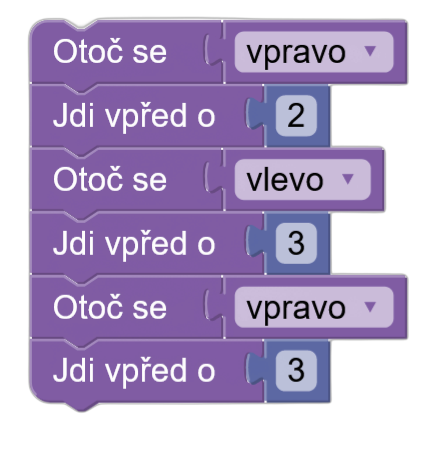 Otoč se vpravo
Jdi vpřed o 2
Otoč se vlevo
Jdi vpřed o 3
Otoč se vpravo
Jdi vpřed o 3